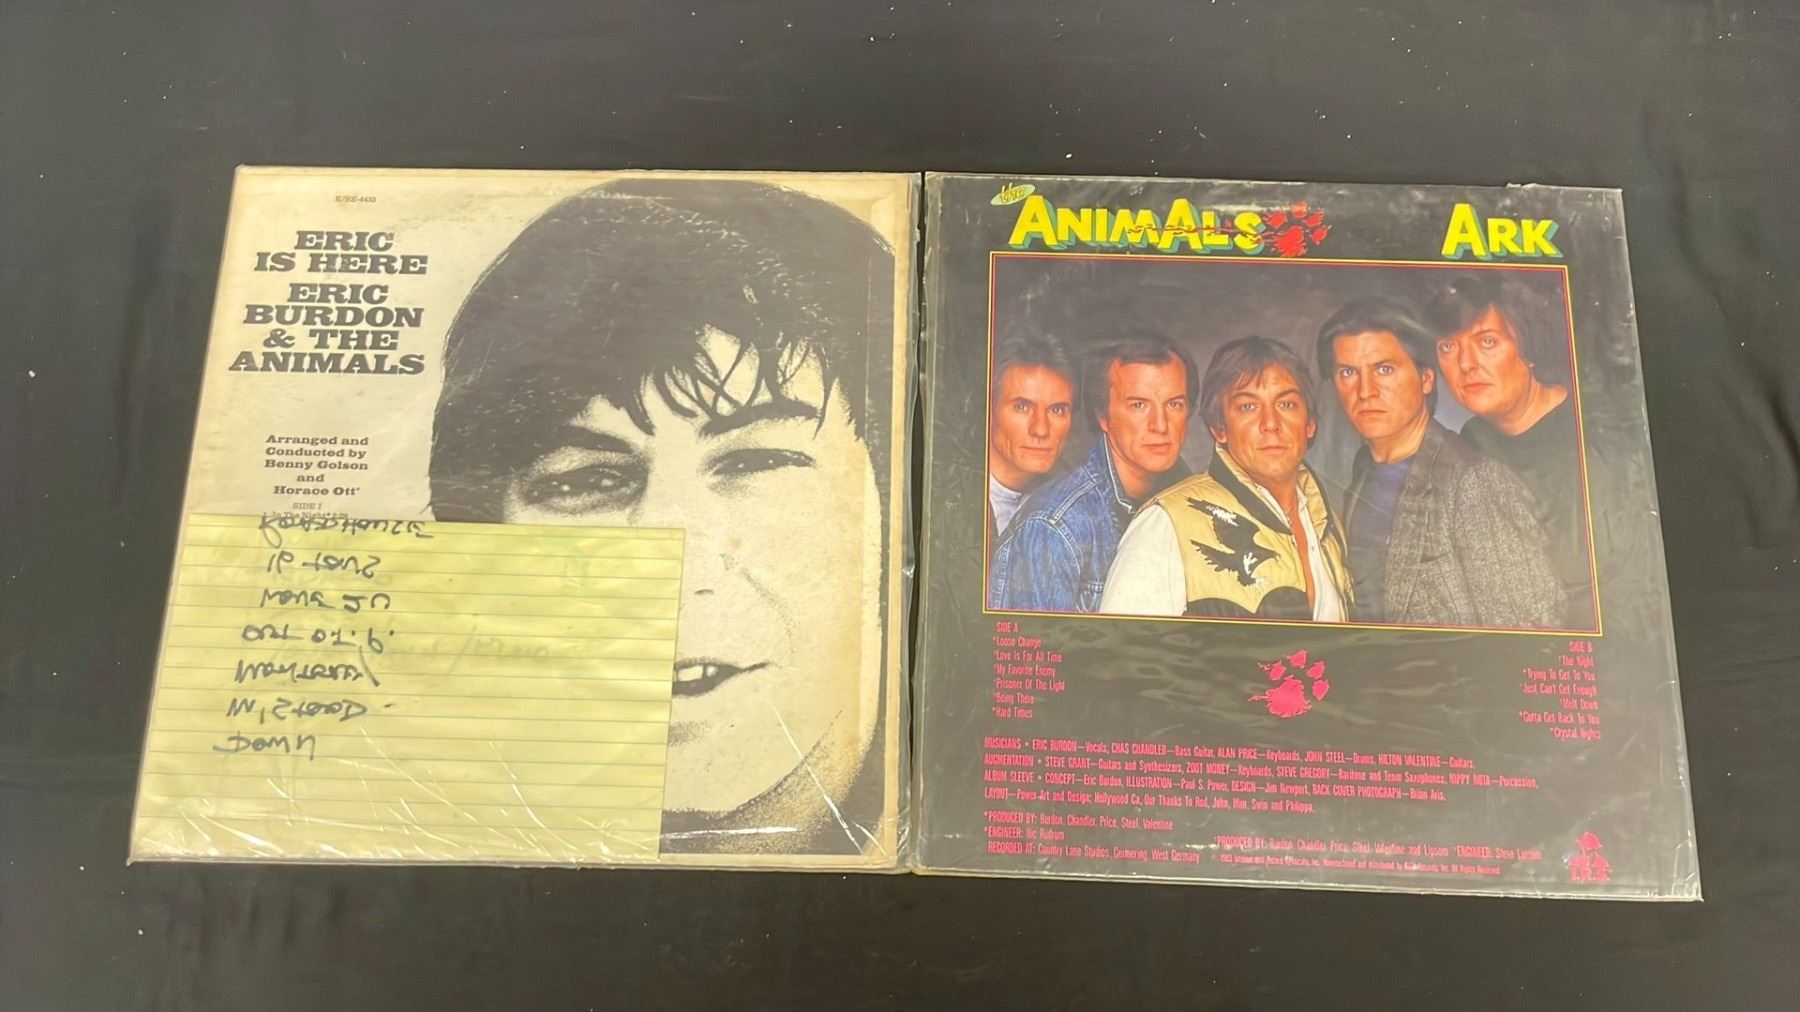 E/SE-4433
ERIC
IS HERE
ERIC
BURDON
& THE
ANIMALS
Arranged and
Conducted by
Benny Golson
and
Horace Ott*
SIDE I
In The Night* 2:28
the
ANIMALS
ARK
SIDE A
*Loose Change
*Love Is For All Time
*My Favorite Enemy
*Prisoner Of The Light
*Being There
*Hard Times
SIDE B
†The Night
*Trying To Get To You
*Just Can't Get Enough
†Melt Down
*Gotta Get Back To You
*Crystal Nights
MUSICIANS • ERIC BURDON—Vocals, CHAS CHANDLER—Bass Guitar, ALAN PRICE—Keyboards, JOHN STEEL—Drums, HILTON VALENTINE—Guitars,
AUGMENTATION • STEVE GRANT—Guitars and Synthesizers, ZOOT MONEY—Keyboards, STEVE GREGORY—Baritone and Tenor Saxophones, NIPPY NOYA—Percussion,
ALBUM SLEEVE • CONCEPT—Eric Burdon, ILLUSTRATION—Paul S. Power, DESIGN—Jim Newport, BACK COVER PHOTOGRAPH—Brian Aris,
LAYOUT—Power Art and Design; Hollywood Ca, Our Thanks To Rod, John, Mim, Swin and Philippa.
*PRODUCED BY: Burdon, Chandler, Price, Steel, Valentine
*ENGINEER: Nic Rowrum
RECORDED AT: Country Lane Studios, Germering, West Germany
†PRODUCED BY: Burdon, Chandler, Price, Steel, Valentine and Lipsom †ENGINEER: Steve Lipsom
I.R.S.